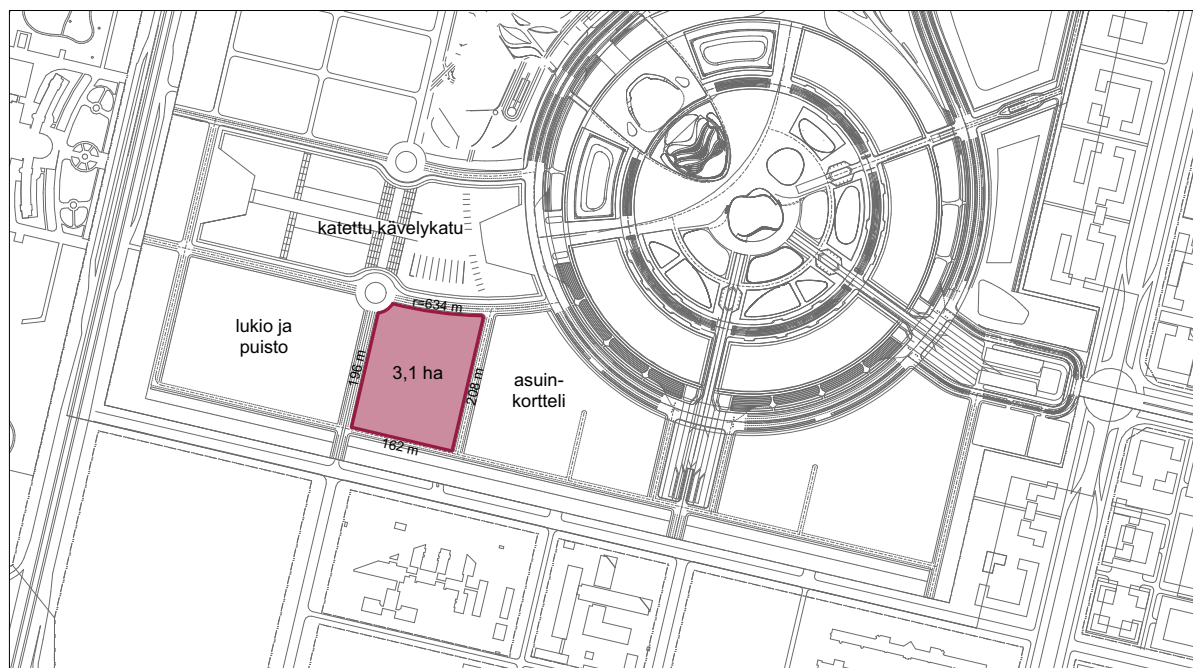 katettu kävelykatu
r=634 m
lukio ja
puisto
196 m
3,1 ha
208 m
asuin-
kortteli
162 m